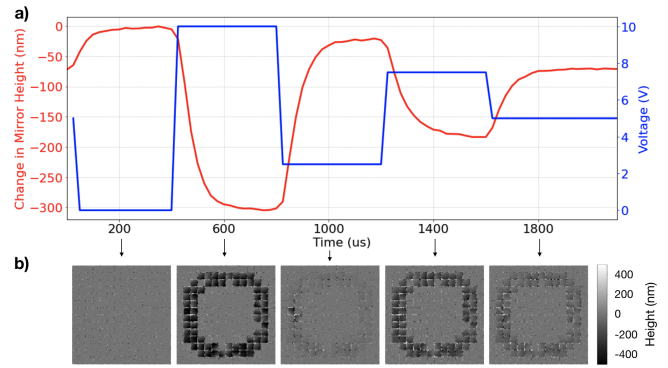 a)
Change in Mirror Height (nm)
0
−50
−100
−150
−200
−250
−300
10
8
6
4
2
0
Voltage (V)
200 600 1000 1400 1800
Time (us)
b)
400
200
0
-200
-400
Height (nm)